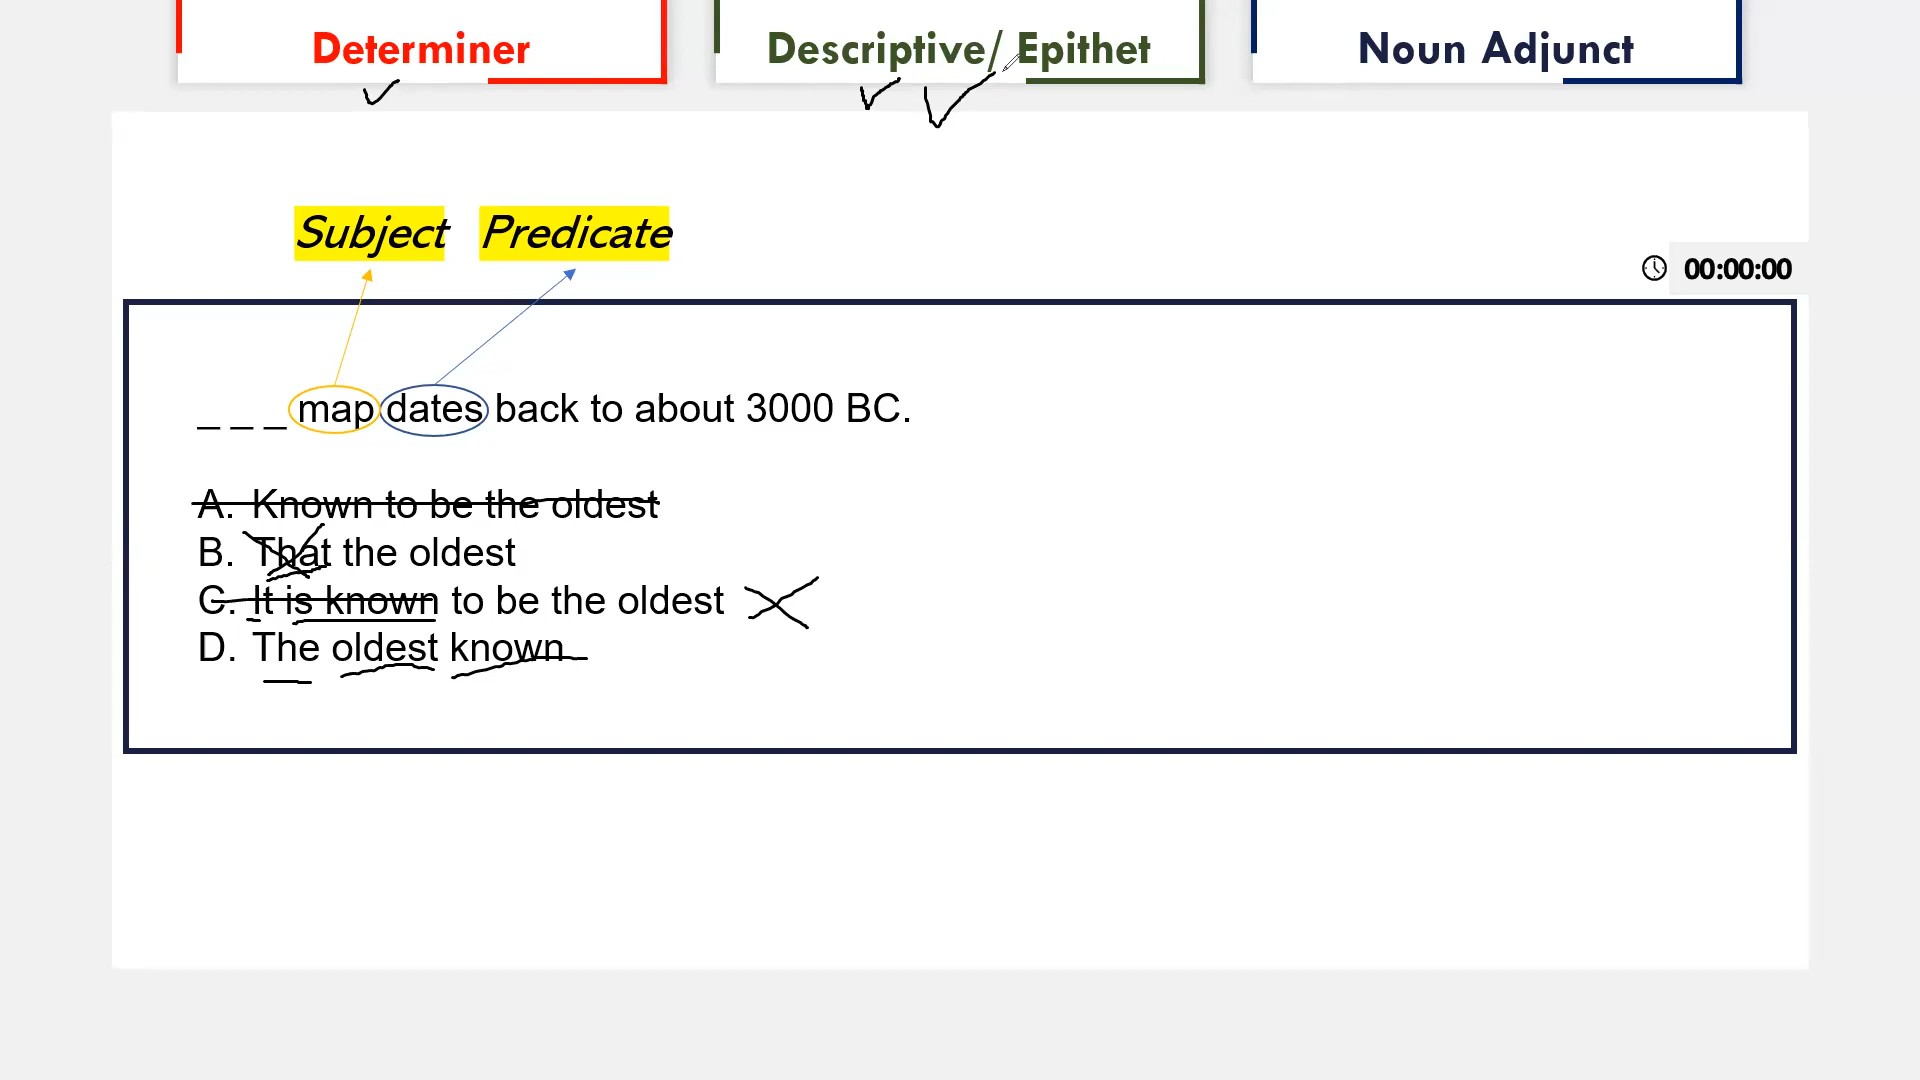 Determiner
Descriptive/ Epithet
Noun Adjunct
Subject Predicate
00:00:00
_ _ _ map dates back to about 3000 BC.
A. Known to be the oldest
B. That the oldest
C. It is known to be the oldest
D. The oldest known